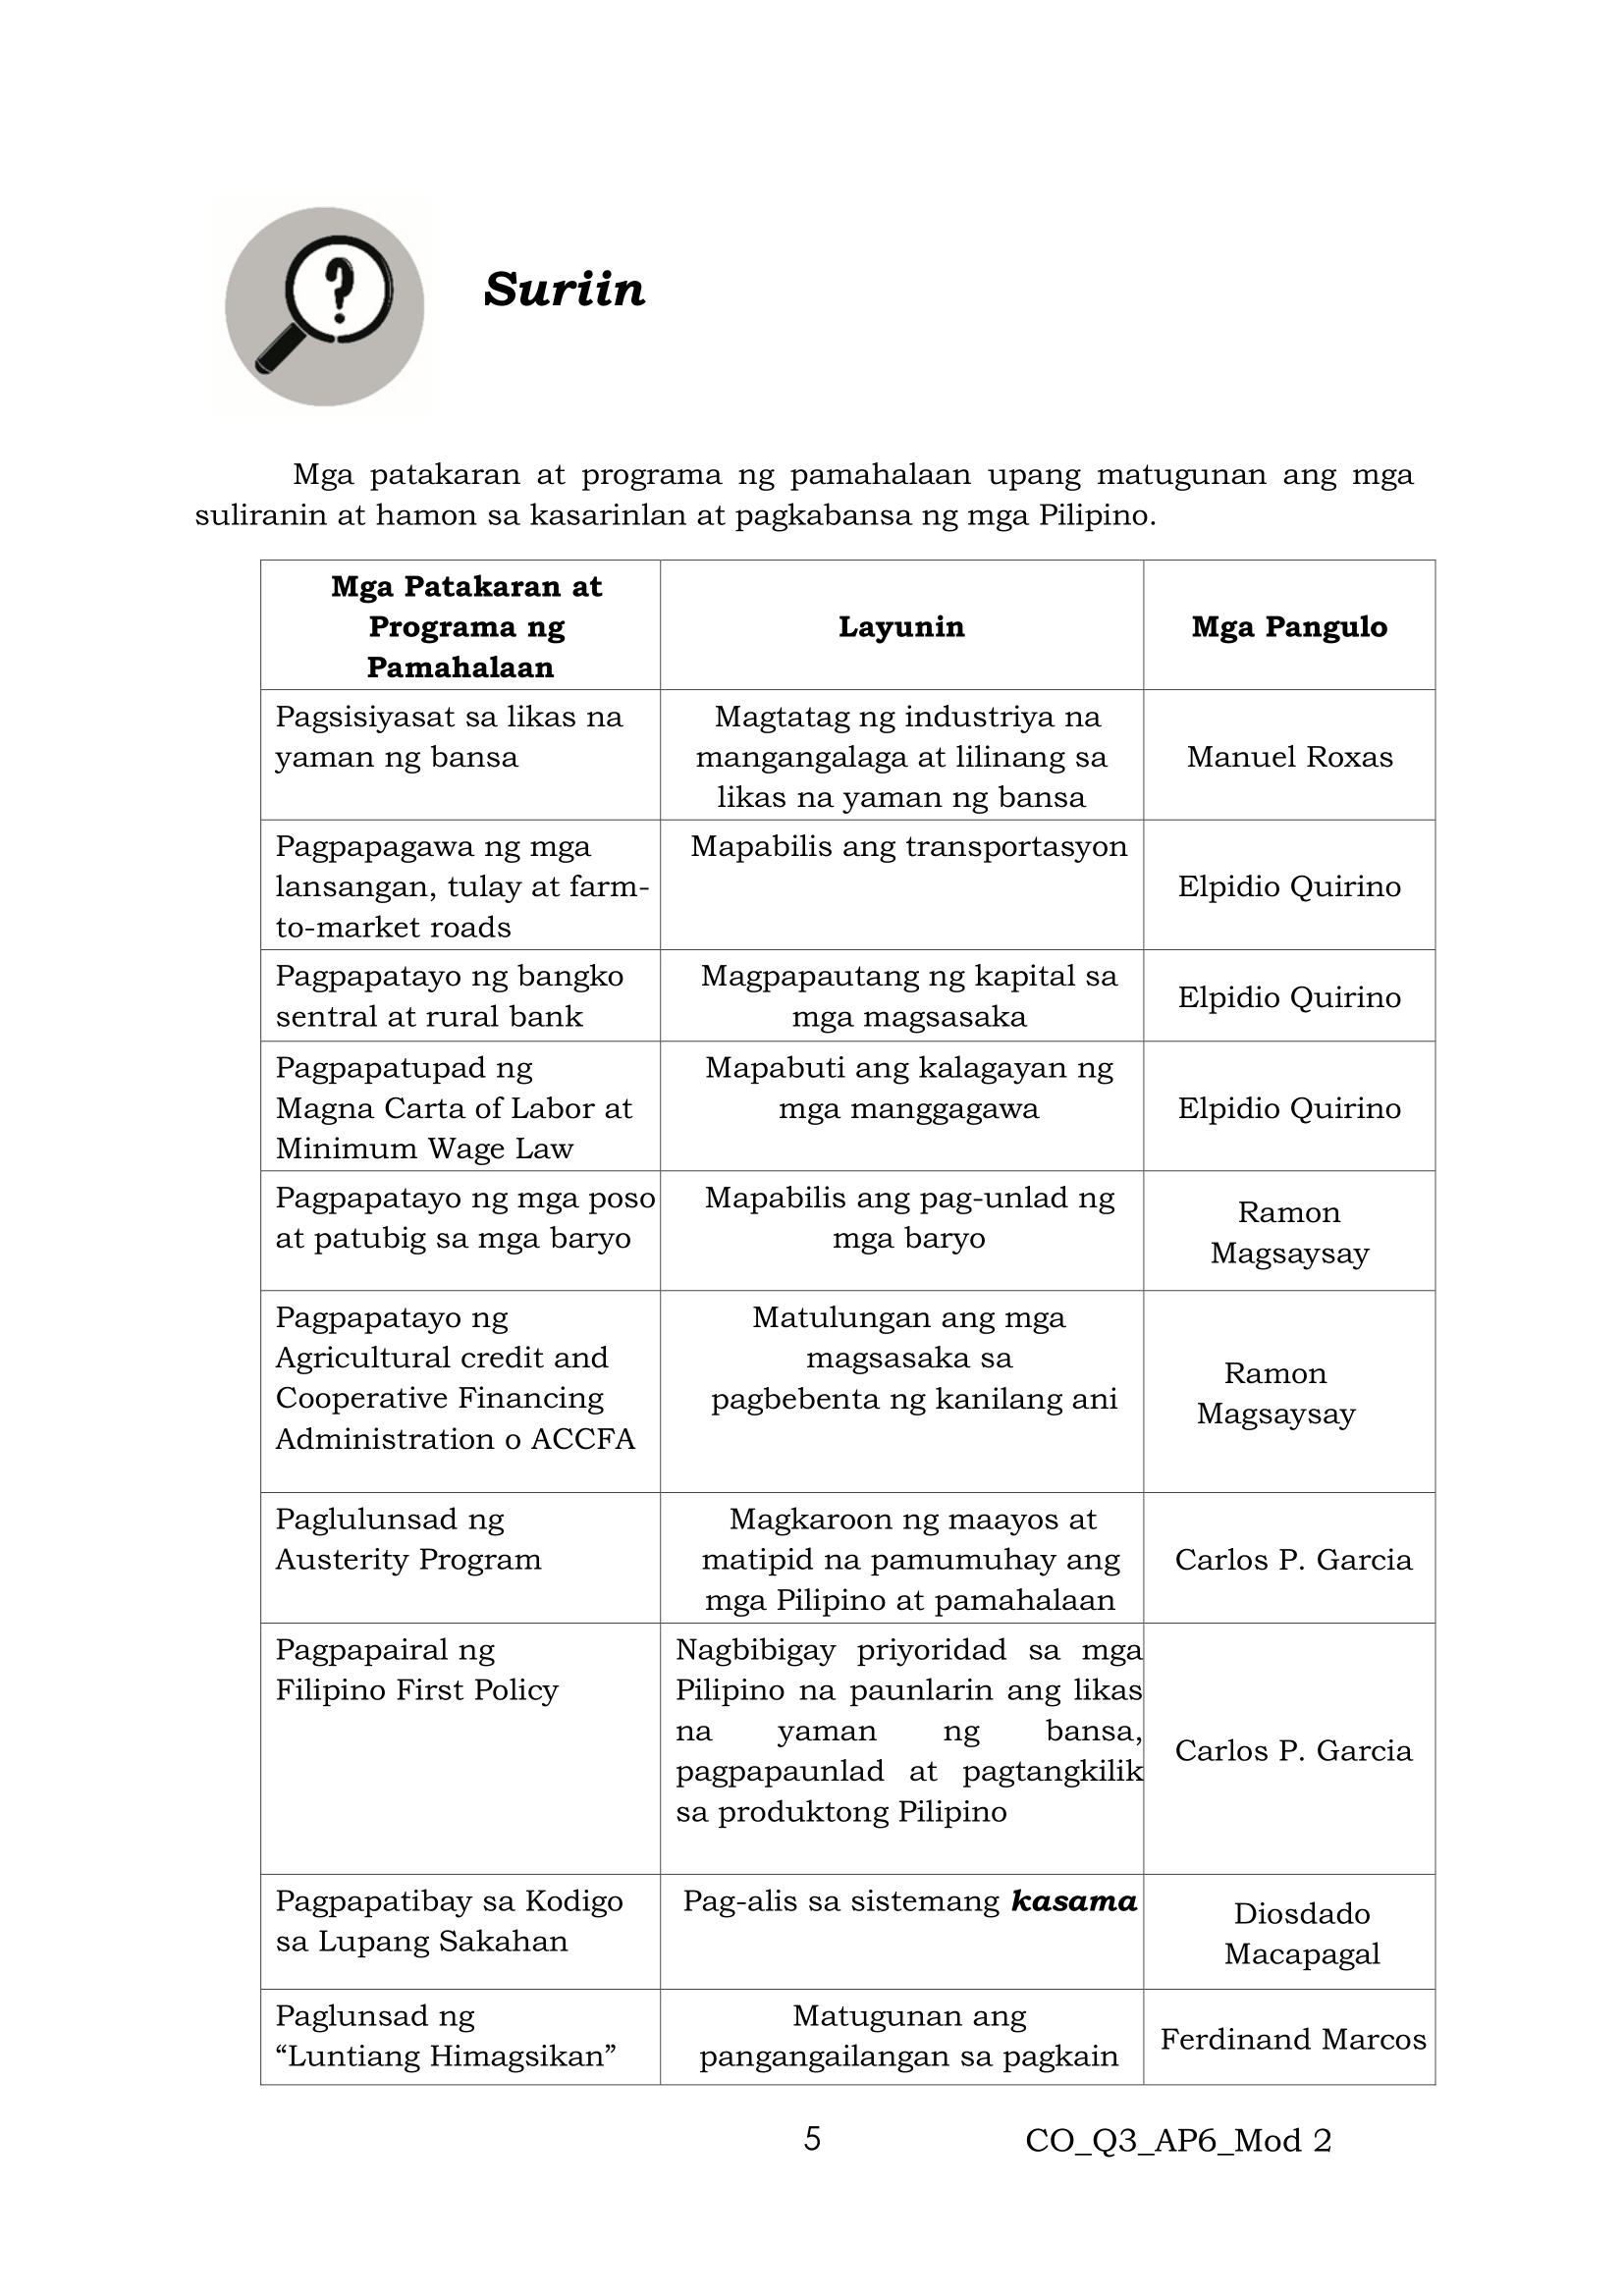 Suriin
Mga patakaran at programa ng pamahalaan upang matugunan ang mga
suliranin at hamon sa kasarinlan at pagkabansa ng mga Pilipino.
Mga Patakaran at
Programa ng
Pamahalaan
Layunin
Mga Pangulo
Pagsisiyasat sa likas na
yaman ng bansa
Magtatag ng industriya na
mangangalaga at lilinang sa
likas na yaman ng bansa
Manuel Roxas
Pagpapagawa ng mga
lansangan, tulay at farm-
to-market roads
Mapabilis ang transportasyon
Elpidio Quirino
Pagpapatayo ng bangko
sentral at rural bank
Magpapautang ng kapital sa
mga magsasaka
Elpidio Quirino
Pagpapatupad ng
Magna Carta of Labor at
Minimum Wage Law
Mapabuti ang kalagayan ng
mga manggagawa
Elpidio Quirino
Pagpapatayo ng mga poso
at patubig sa mga baryo
Mapabilis ang pag-unlad ng
mga baryo
Ramon
Magsaysay
Pagpapatayo ng
Agricultural credit and
Cooperative Financing
Administration o ACCFA
Matulungan ang mga
magsasaka sa
pagbebenta ng kanilang ani
Ramon
Magsaysay
Paglulunsad ng
Austerity Program
Magkaroon ng maayos at
matipid na pamumuhay ang
mga Pilipino at pamahalaan
Carlos P. Garcia
Pagpapairal ng
Filipino First Policy
Nagbibigay priyoridad sa mga
Pilipino na paunlarin ang likas
na yaman ng bansa,
pagpapaunlad at pagtangkilik
sa produktong Pilipino
Carlos P. Garcia
Pagpapatibay sa Kodigo
sa Lupang Sakahan
Pag-alis sa sistemang kasama
Diosdado
Macapagal
Paglunsad ng
“Luntiang Himagsikan”
Matugunan ang
pangangailangan sa pagkain
Ferdinand Marcos
5
CO_Q3_AP6_Mod 2